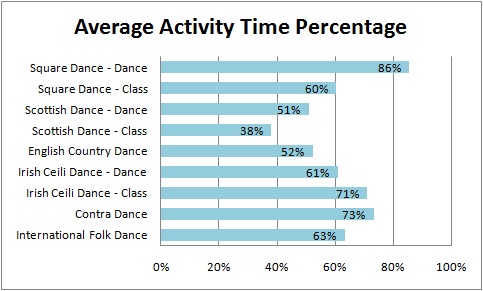 Average Activity Time Percentage
Square Dance - Dance 86%
Square Dance - Class 60%
Scottish Dance - Dance 51%
Scottish Dance - Class 38%
English Country Dance 52%
Irish Ceili Dance - Dance 61%
Irish Ceili Dance - Class 71%
Contra Dance 73%
International Folk Dance 63%
0% 20% 40% 60% 80% 100%